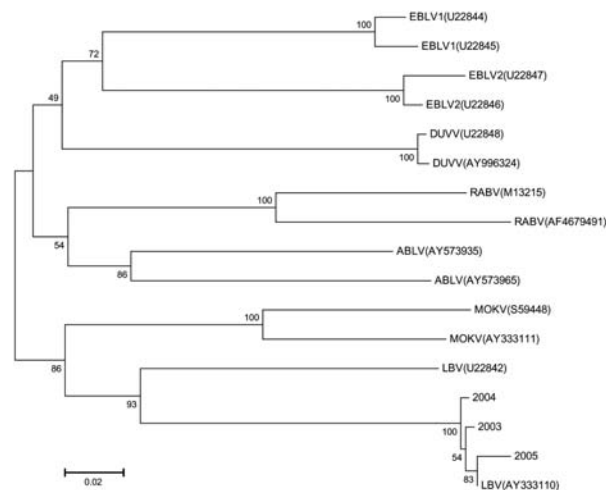 EBLV1(U22844)
100
EBLV1(U22845)
72
EBLV2(U22847)
100
EBLV2(U22846)
49
DUVV(U22848)
100
DUVV(AY996324)
RABV(M13215)
100
RABV(AF4679491)
54
ABLV(AY573935)
86
ABLV(AY573965)
MOKV(S59448)
100
MOKV(AY333111)
86
LBV(U22842)
93
2004
100
2003
54
2005
83
LBV(AY333110)
0.02